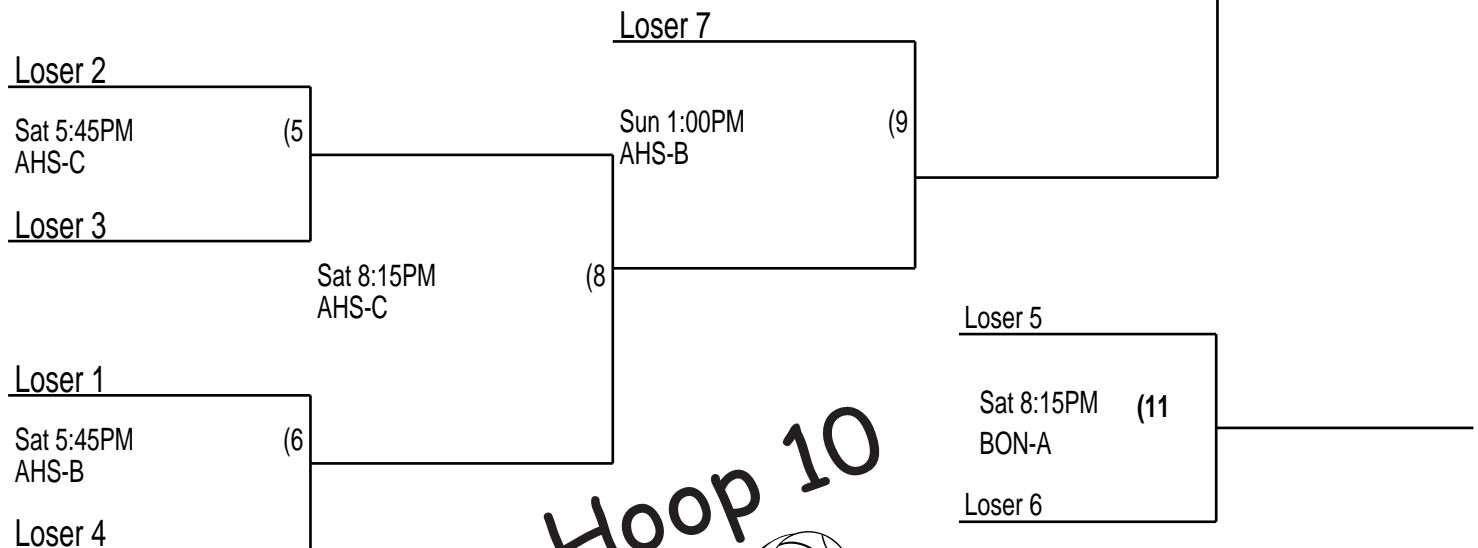 Loser 7
Loser 2
Sat 5:45PM (5
AHS-C
Sun 1:00PM (9
AHS-B
Loser 3
Sat 8:15PM (8
AHS-C
Loser 5
Loser 1
Sat 8:15PM (11
BON-A
Sat 5:45PM (6
AHS-B
Loser 6
Loser 4
Hoop 10